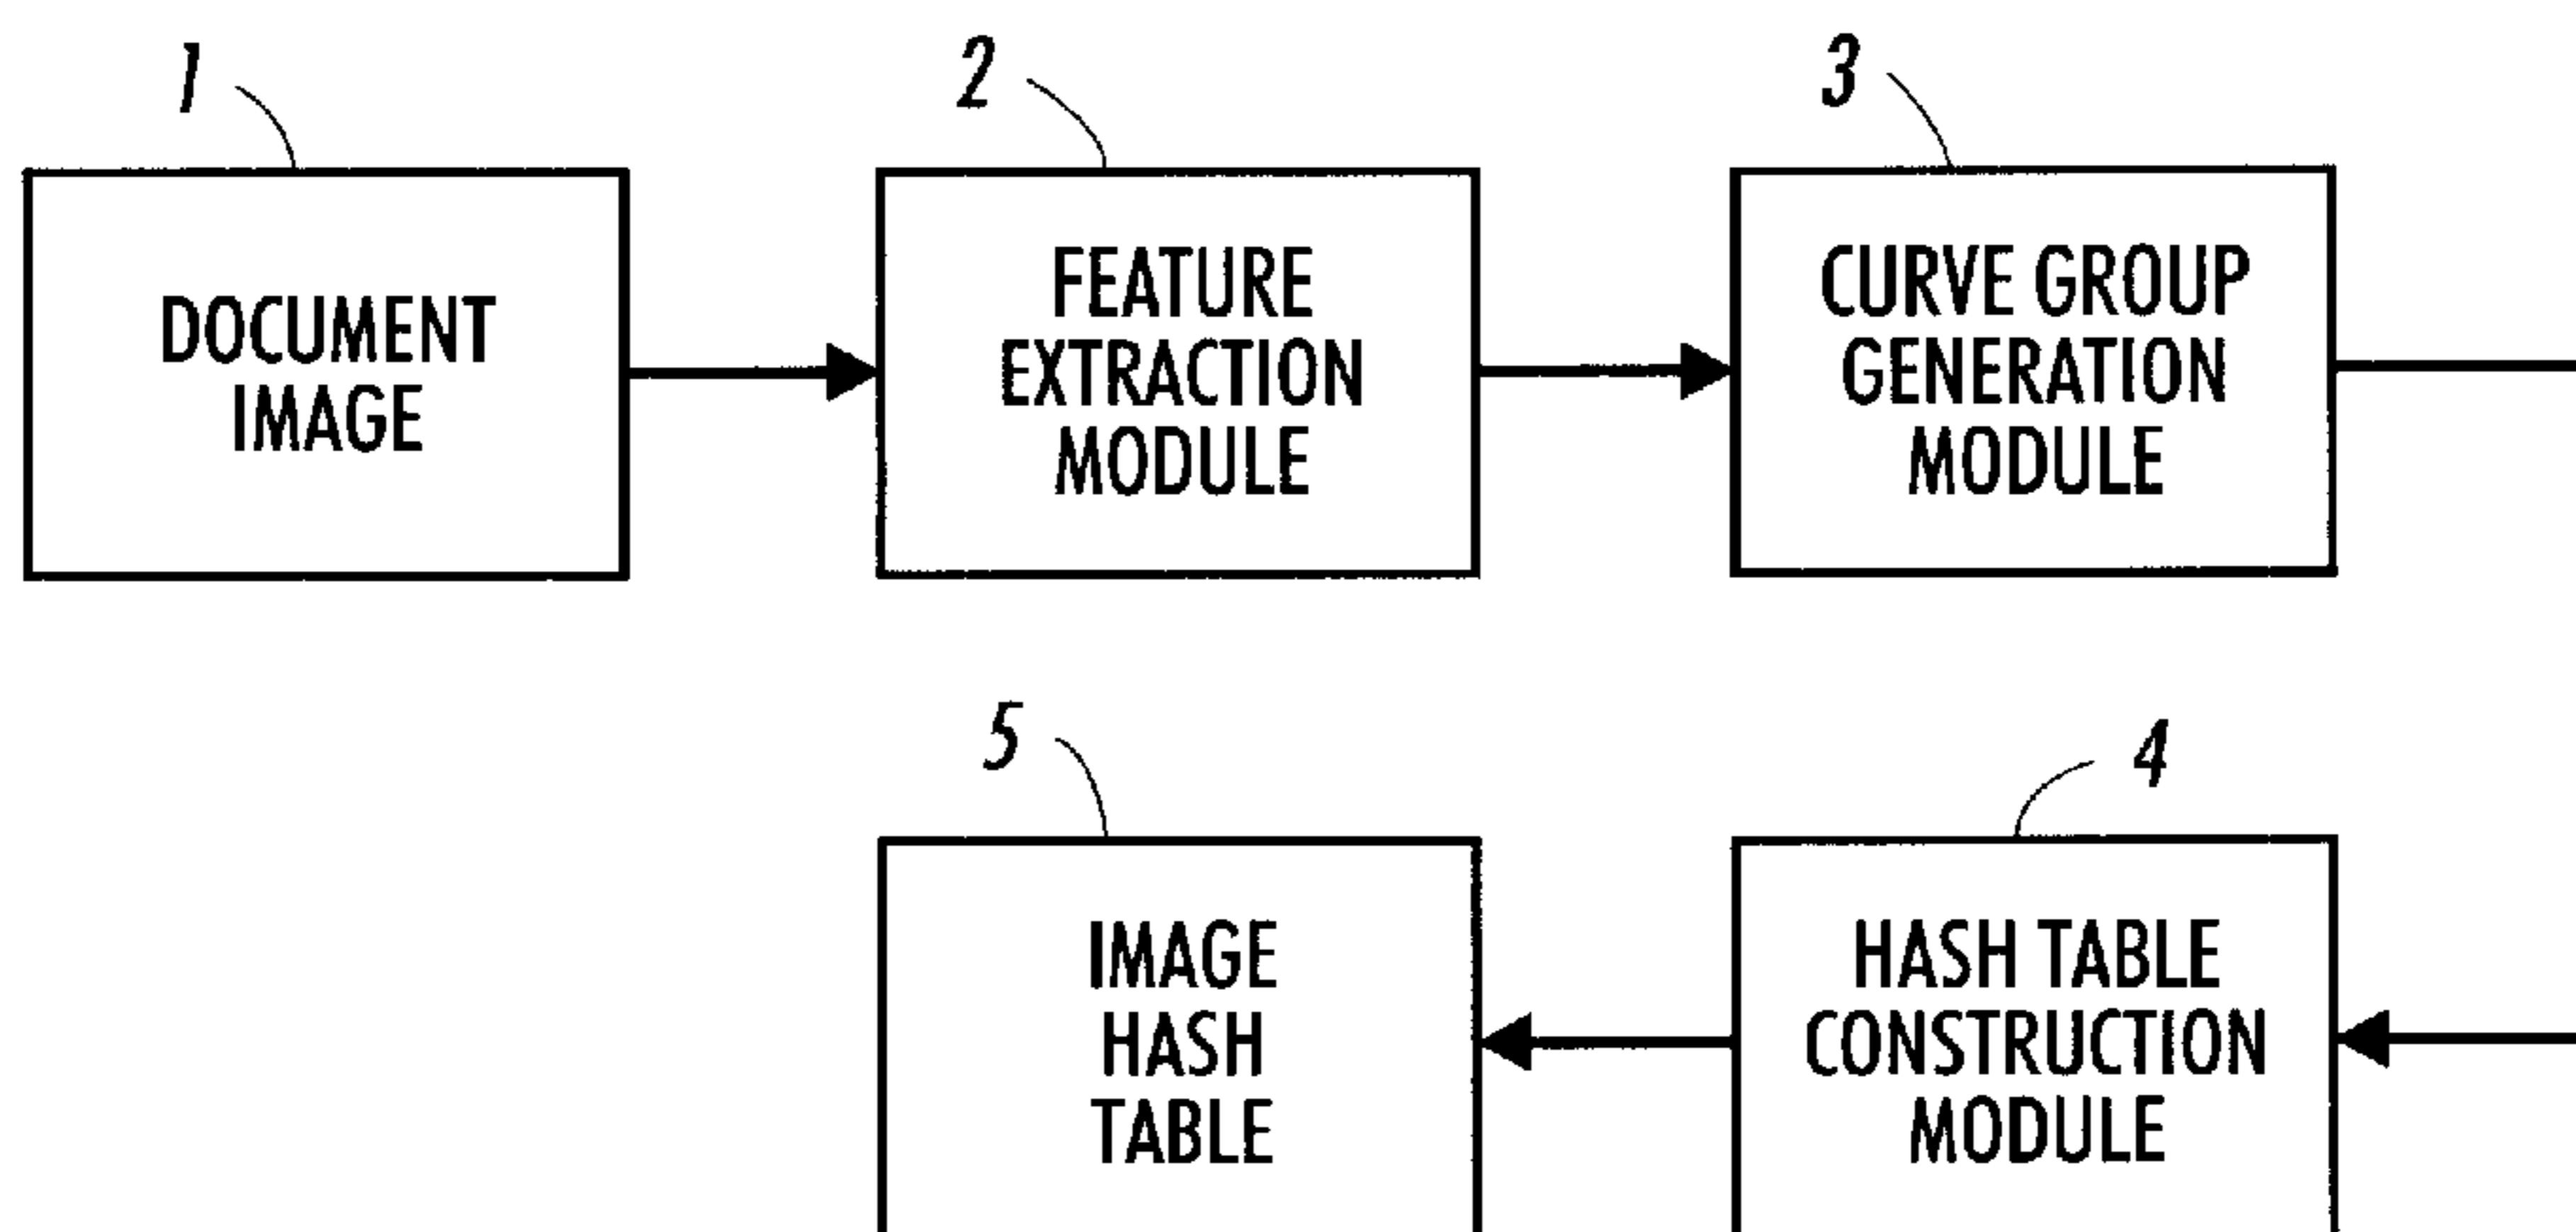 1
DOCUMENT
IMAGE
2
FEATURE
EXTRACTION
MODULE
3
CURVE GROUP
GENERATION
MODULE
4
HASH TABLE
CONSTRUCTION
MODULE
5
IMAGE
HASH
TABLE